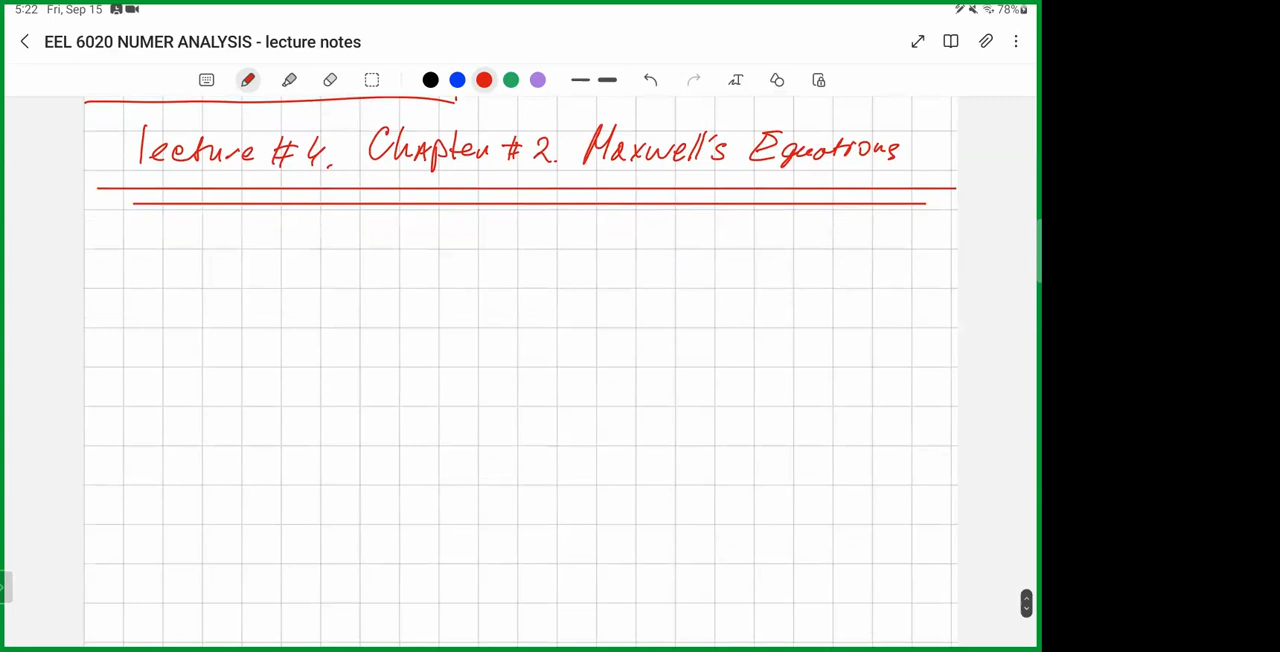 5:22 Fri, Sep 15 78%
EEL 6020 NUMER ANALYSIS - lecture notes
lecture #4. Chapter #2. Maxwell's Equations